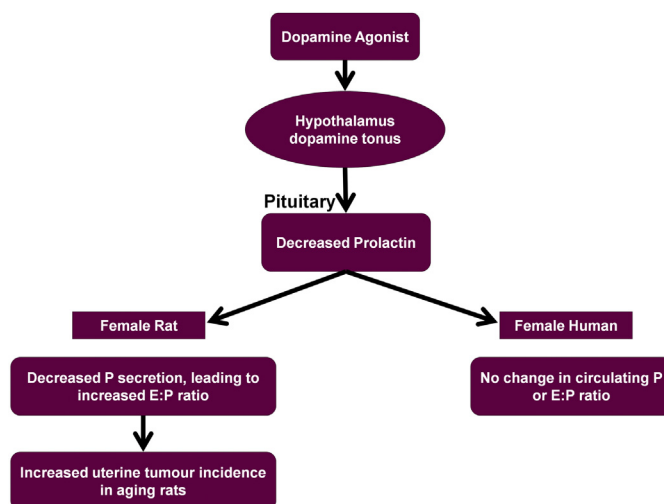 Dopamine Agonist
Hypothalamus
dopamine tonus
Pituitary
Decreased Prolactin
Female Rat
Female Human
Decreased P secretion, leading to
increased E:P ratio
No change in circulating P
or E:P ratio
Increased uterine tumour incidence
in aging rats